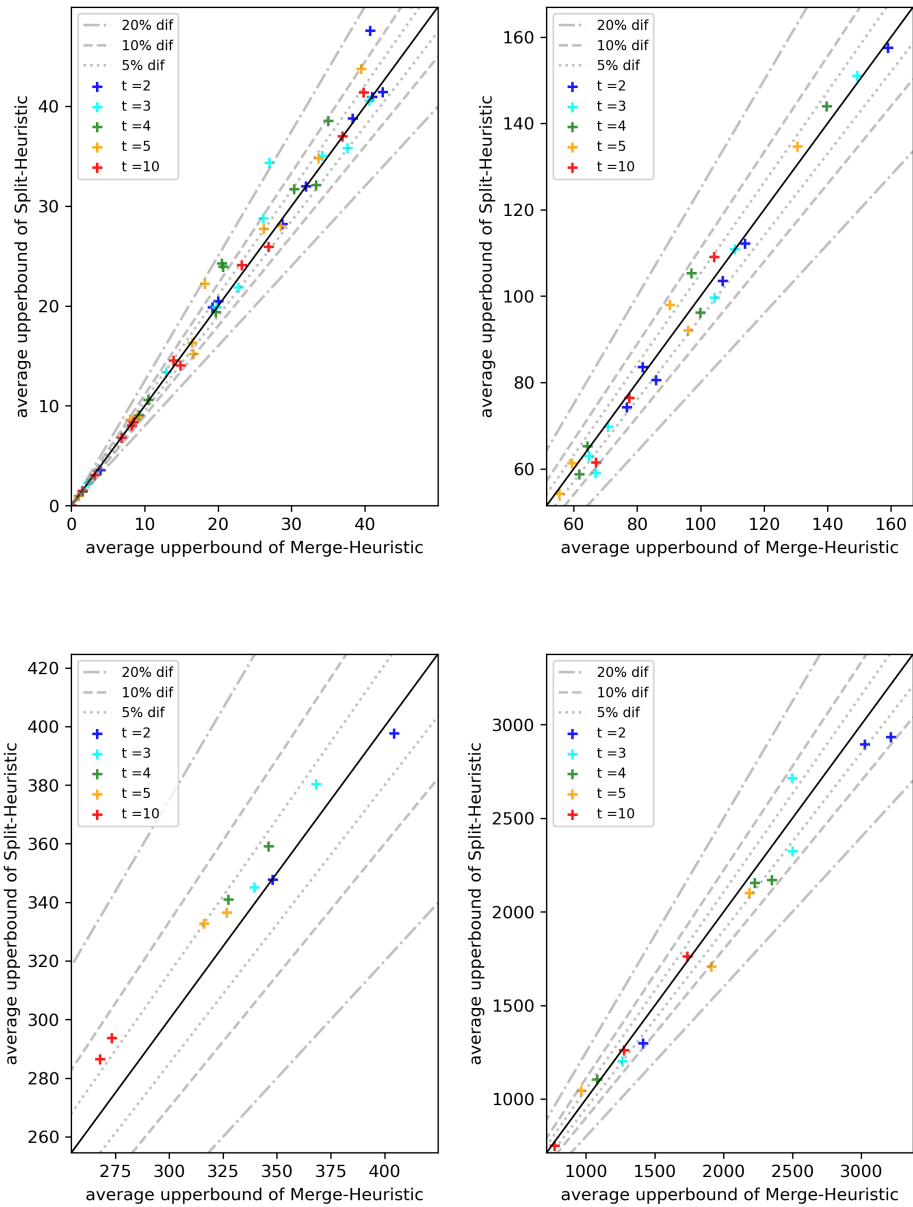 20% dif
10% dif
5% dif
t =2
t =3
t =4
t =5
t =10
40
30
20
10
0
0 10 20 30 40
average upperbound of Split-Heuristic
average upperbound of Merge-Heuristic
20% dif
10% dif
5% dif
t =2
t =3
t =4
t =5
t =10
160
140
120
100
80
60
60 80 100 120 140 160
average upperbound of Split-Heuristic
average upperbound of Merge-Heuristic
20% dif
10% dif
5% dif
t =2
t =3
t =4
t =5
t =10
420
400
380
360
340
320
300
280
260
275 300 325 350 375 400
average upperbound of Split-Heuristic
average upperbound of Merge-Heuristic
20% dif
10% dif
5% dif
t =2
t =3
t =4
t =5
t =10
3000
2500
2000
1500
1000
1000 1500 2000 2500 3000
average upperbound of Split-Heuristic
average upperbound of Merge-Heuristic